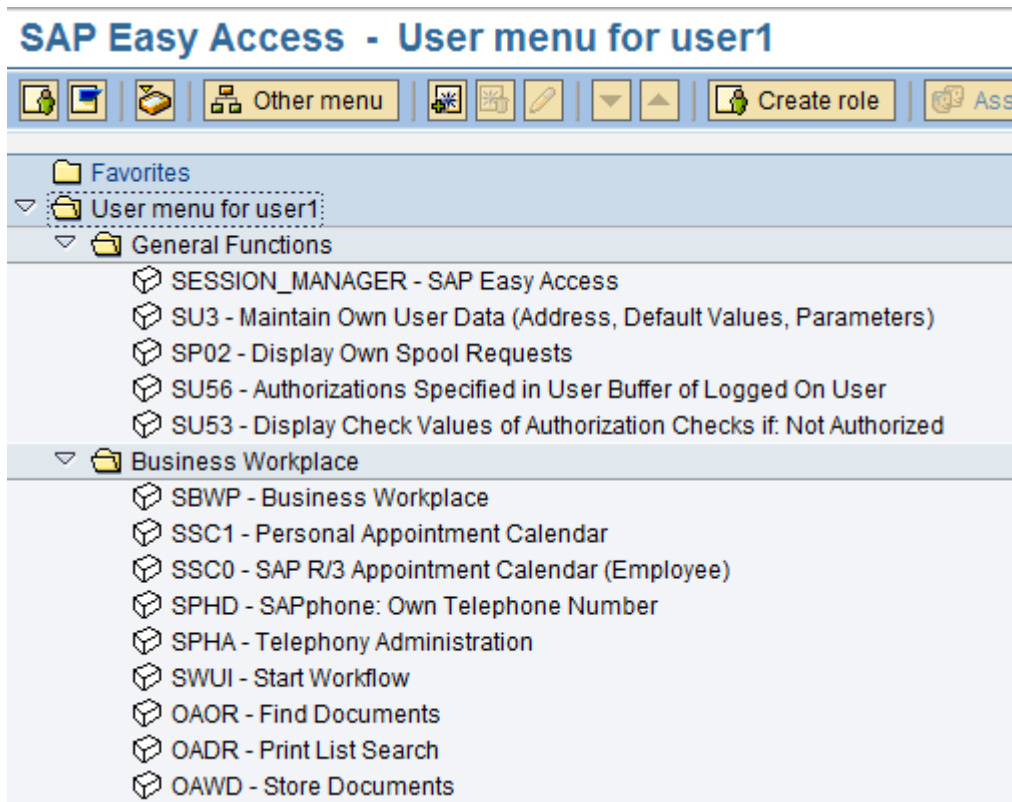 SAP Easy Access - User menu for user1
Other menu Create role Ass
Favorites
User menu for user1
General Functions
SESSION_MANAGER - SAP Easy Access
SU3 - Maintain Own User Data (Address, Default Values, Parameters)
SP02 - Display Own Spool Requests
SU56 - Authorizations Specified in User Buffer of Logged On User
SU53 - Display Check Values of Authorization Checks if: Not Authorized
Business Workplace
SBWP - Business Workplace
SSC1 - Personal Appointment Calendar
SSC0 - SAP R/3 Appointment Calendar (Employee)
SPHD - SAPphone: Own Telephone Number
SPHA - Telephony Administration
SWUI - Start Workflow
OAOR - Find Documents
OADR - Print List Search
OAWD - Store Documents